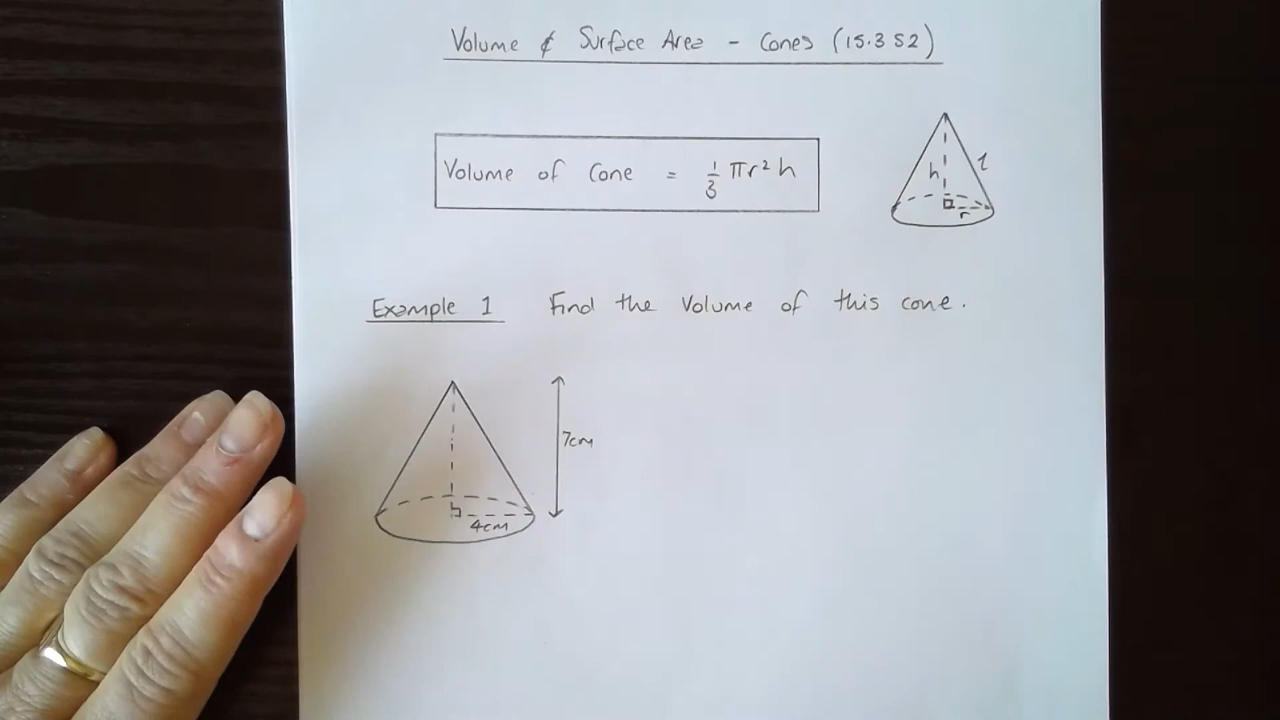 Volume & Surface Area - Cones (15.3 S2)
Volume of Cone = 1/3 πr²h
h
l
r
Example 1 Find the Volume of this cone.
7cm
4cm